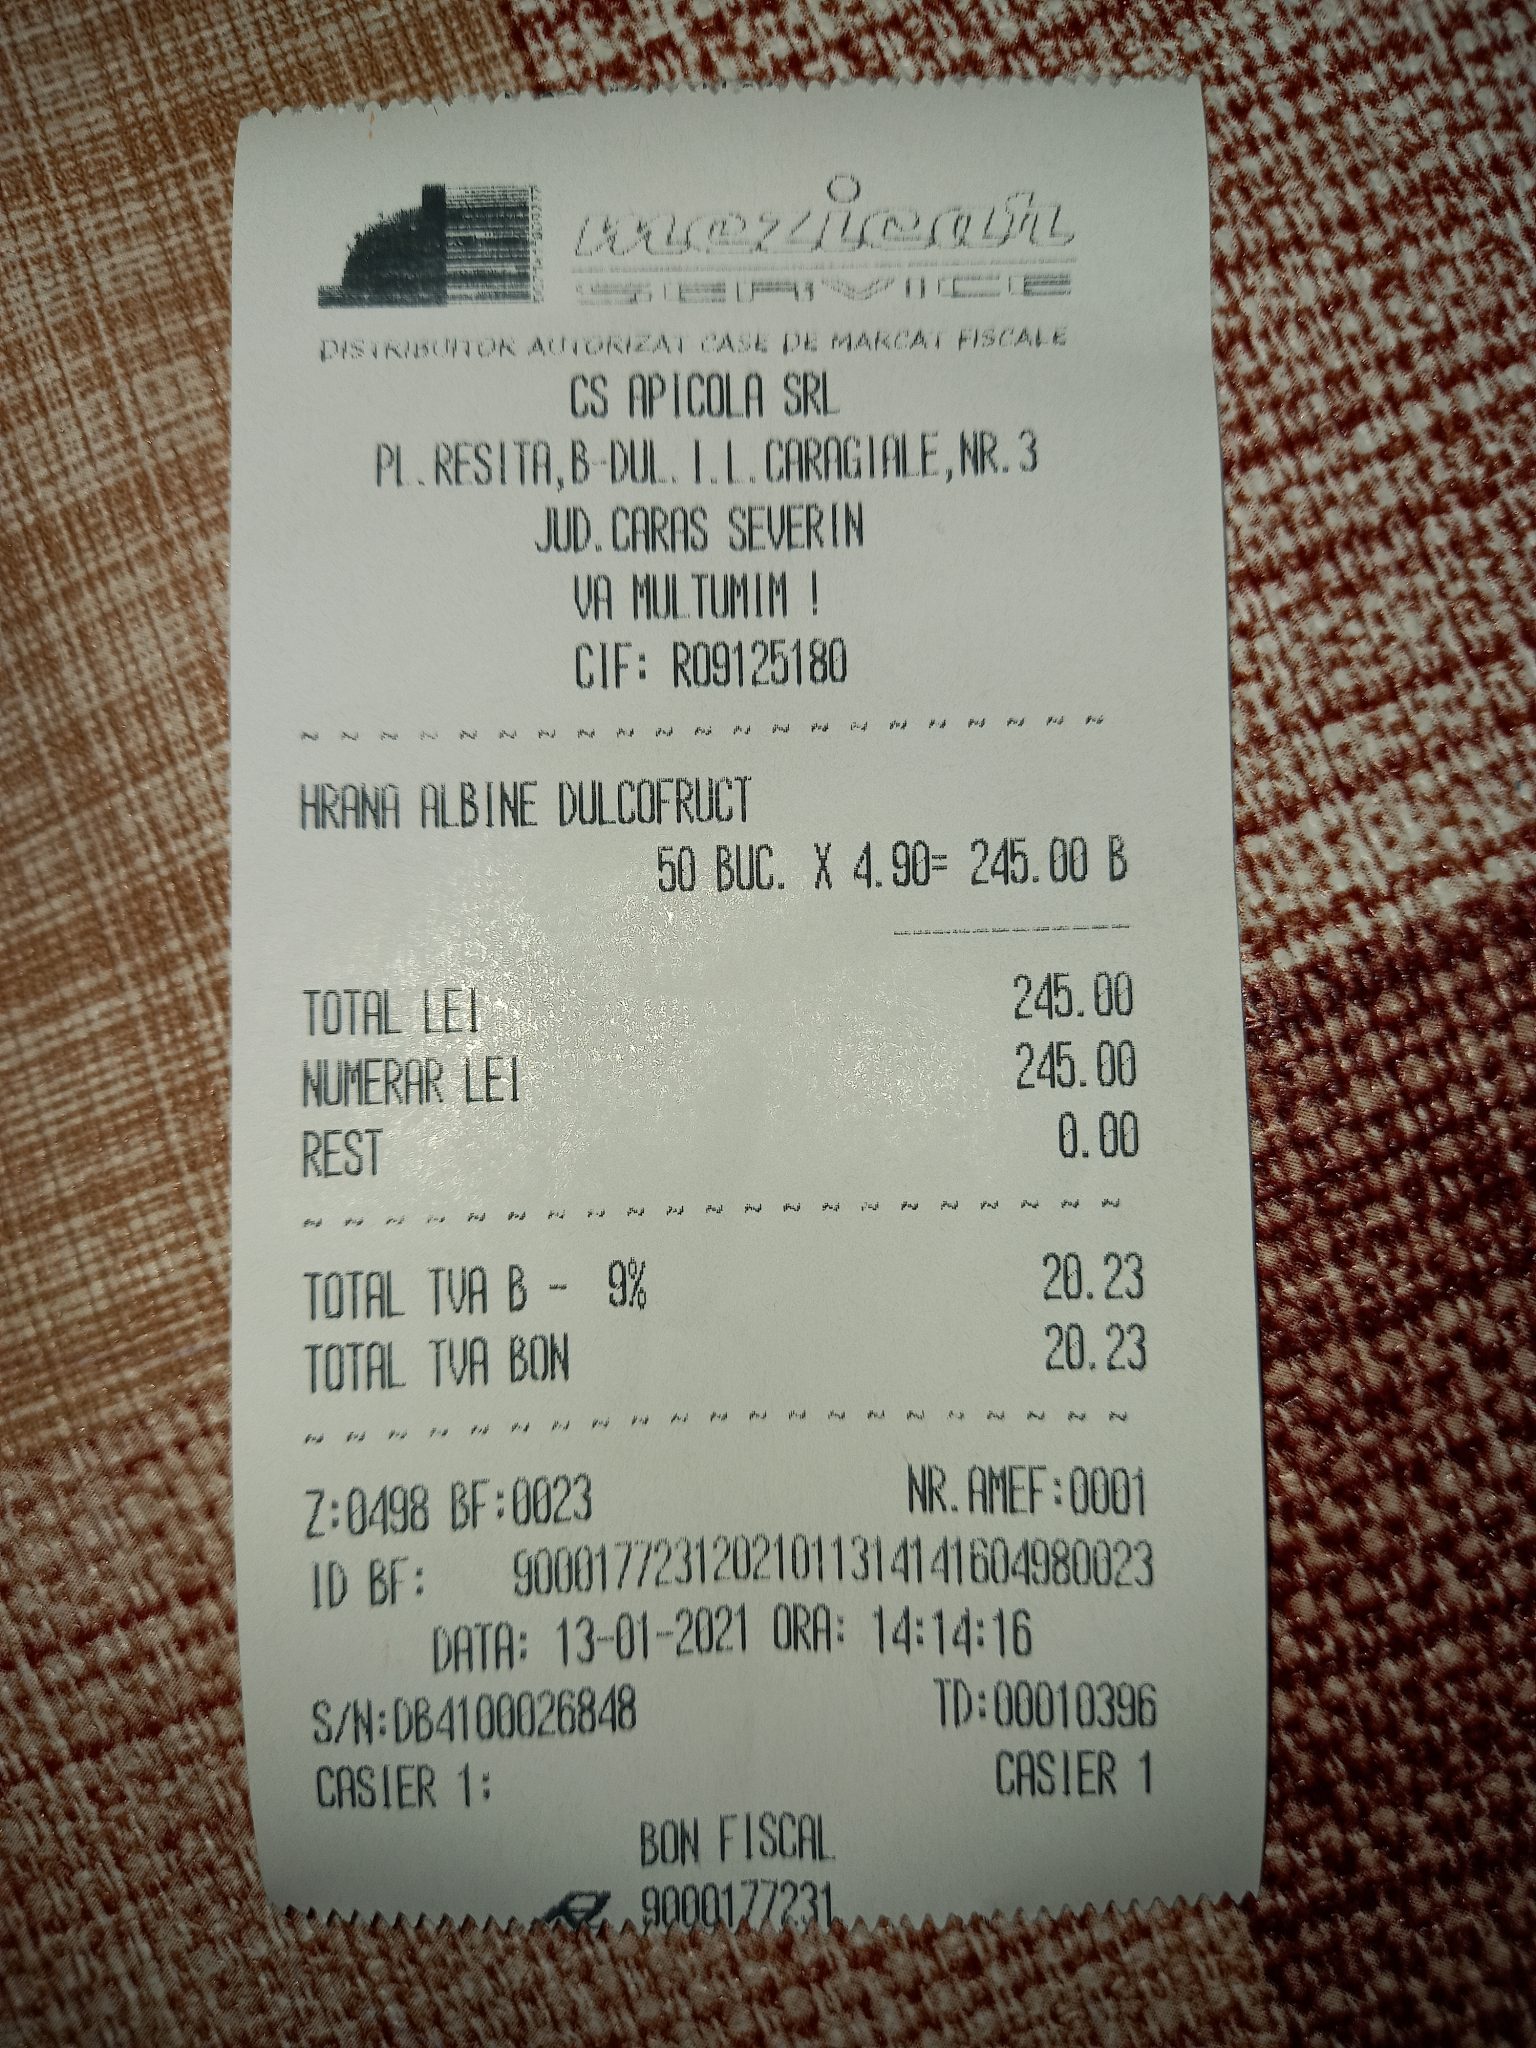 mezicar
SERVICE
DISTRIBUITOR AUTORIZAT CASE DE MARCAT FISCALE
CS APICOLA SRL
PL.RESITA,B-DUL.I.L.CARAGIALE,NR.3
JUD.CARAS SEVERIN
VA MULTUMIM !
CIF: RO9125180
~ ~ ~ ~ ~ ~ ~ ~ ~ ~ ~ ~ ~ ~ ~ ~ ~ ~ ~ ~ ~
HRANA ALBINE DULCOFRUCT
50 BUC. X 4.90= 245.00 B
------------
TOTAL LEI 245.00
NUMERAR LEI 245.00
REST 0.00
~ ~ ~ ~ ~ ~ ~ ~ ~ ~ ~ ~ ~ ~ ~ ~ ~ ~ ~ ~ ~
TOTAL TVA B - 9% 20.23
TOTAL TVA BON 20.23
~ ~ ~ ~ ~ ~ ~ ~ ~ ~ ~ ~ ~ ~ ~ ~ ~ ~ ~ ~ ~
Z:0498 BF:0023 NR.AMEF:0001
ID BF: 90001772312021011314141604980023
DATA: 13-01-2021 ORA: 14:14:16
S/N:DB4100026848 TD:00010396
CASIER 1: CASIER 1
BON FISCAL
9000177231